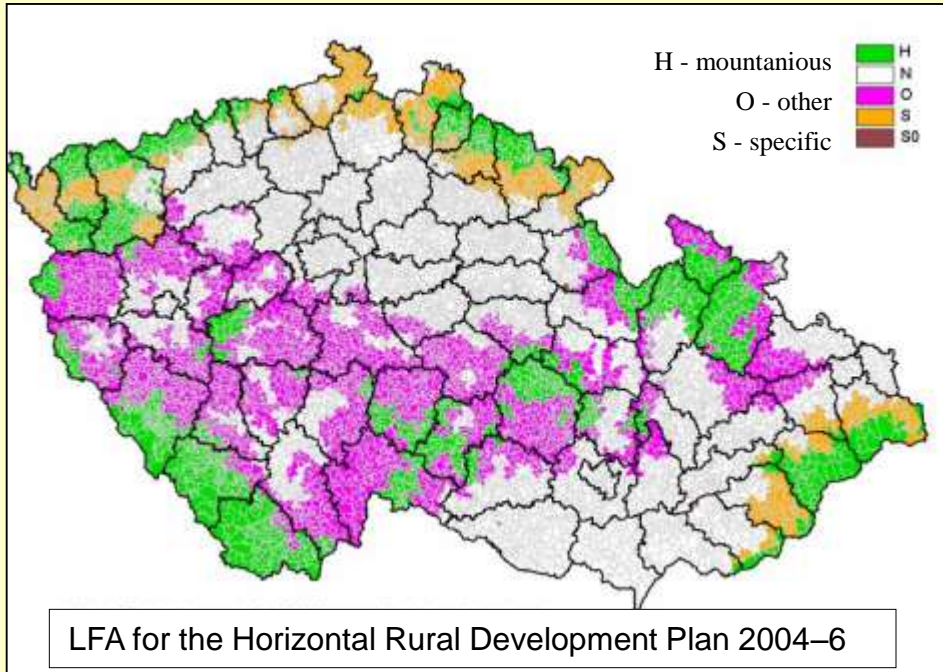 H - mountanious
O - other
S - specific
H
N
O
S
S0
LFA for the Horizontal Rural Development Plan 2004–6